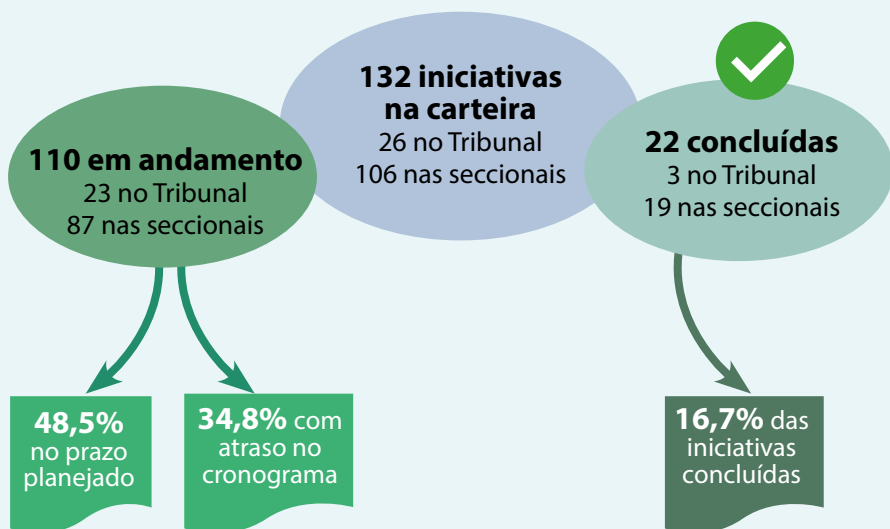 132 iniciativas
na carteira
26 no Tribunal
106 nas seccionais
110 em andamento
23 no Tribunal
87 nas seccionais
22 concluídas
3 no Tribunal
19 nas seccionais
48,5%
no prazo
planejado
34,8% com
atraso no
cronograma
16,7% das
iniciativas
concluídas